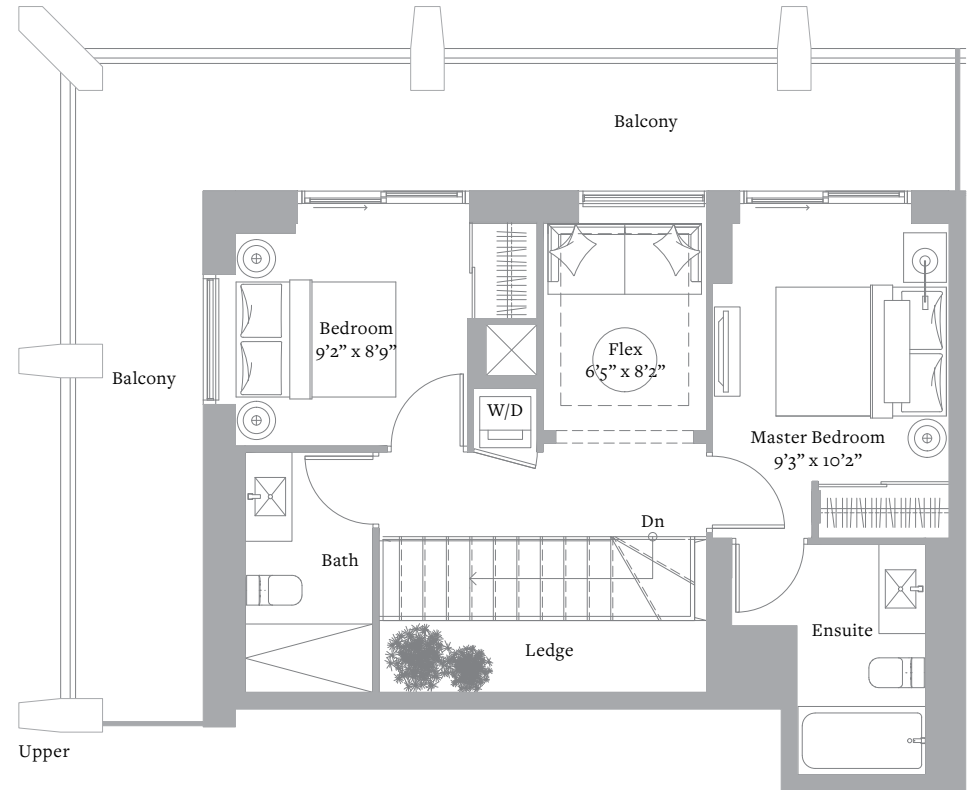 Balcony
Bedroom
9’2” x 8’9”
Flex
6’5” x 8’2”
Balcony
W/D
Master Bedroom
9’3” x 10’2”
Dn
Bath
Ensuite
Ledge
Upper